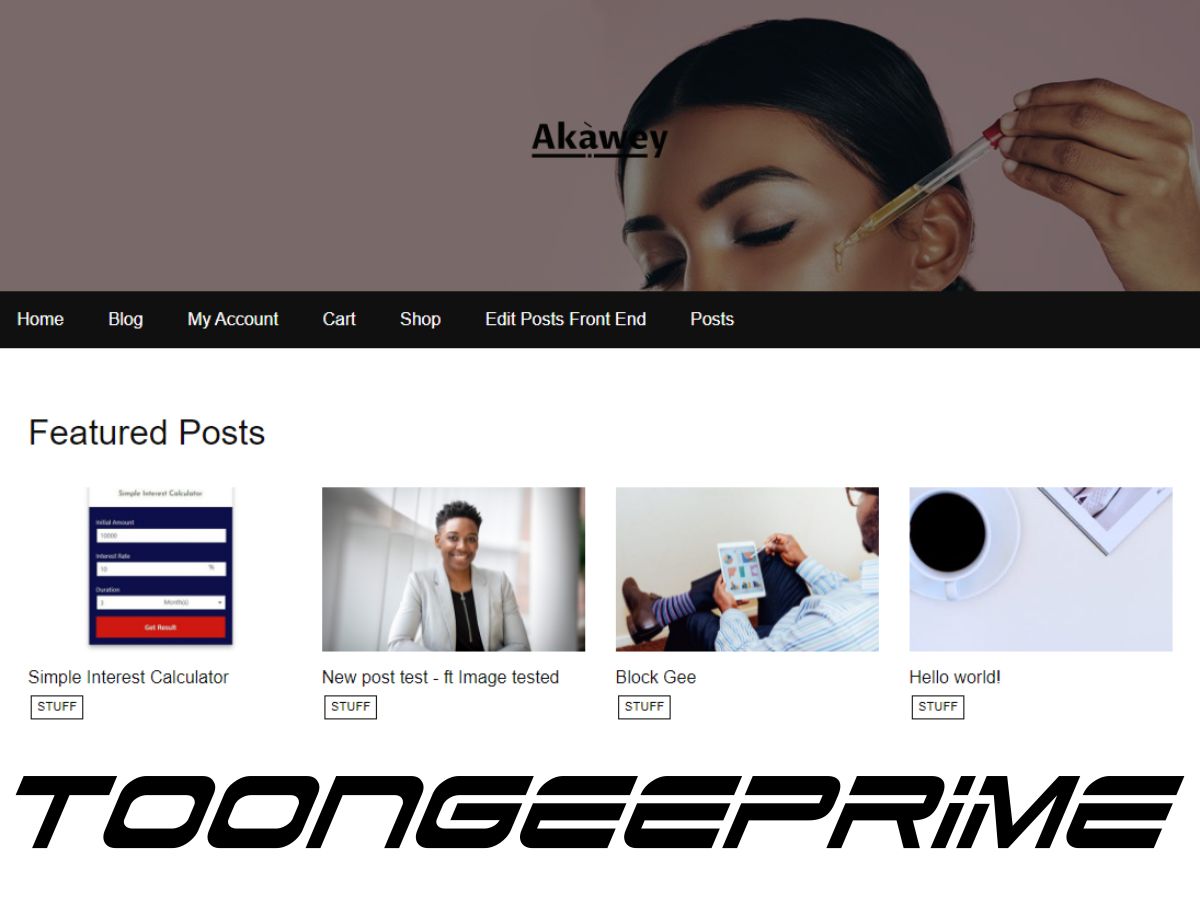 Akàwey
Home Blog My Account Cart Shop Edit Posts Front End Posts
Featured Posts
Simple Interest Calculator
Initial Amount
10000
Interest Rate
10 %
Duration
3 Month(s)
Get Result
Simple Interest Calculator New post test - ft Image tested Block Gee Hello world!
STUFF STUFF STUFF STUFF
TOONGEEPRiME